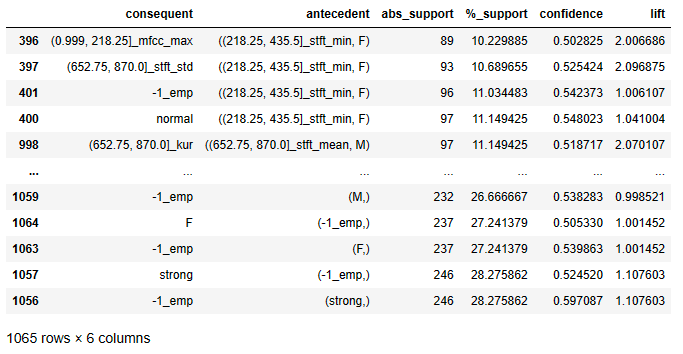 consequent antecedent abs_support %_support confidence lift
396 (0.999, 218.25]_mfcc_max ((218.25, 435.5]_stft_min, F) 89 10.229885 0.502825 2.006686
397 (652.75, 870.0]_stft_std ((218.25, 435.5]_stft_min, F) 93 10.689655 0.525424 2.096875
401 -1_emp ((218.25, 435.5]_stft_min, F) 96 11.034483 0.542373 1.006107
400 normal ((218.25, 435.5]_stft_min, F) 97 11.149425 0.548023 1.041004
998 (652.75, 870.0]_kur ((652.75, 870.0]_stft_mean, M) 97 11.149425 0.518717 2.070107
... ... ... ... ... ... ...
1059 -1_emp (M,) 232 26.666667 0.538283 0.998521
1064 F (-1_emp,) 237 27.241379 0.505330 1.001452
1063 -1_emp (F,) 237 27.241379 0.539863 1.001452
1057 strong (-1_emp,) 246 28.275862 0.524520 1.107603
1056 -1_emp (strong,) 246 28.275862 0.597087 1.107603
1065 rows × 6 columns